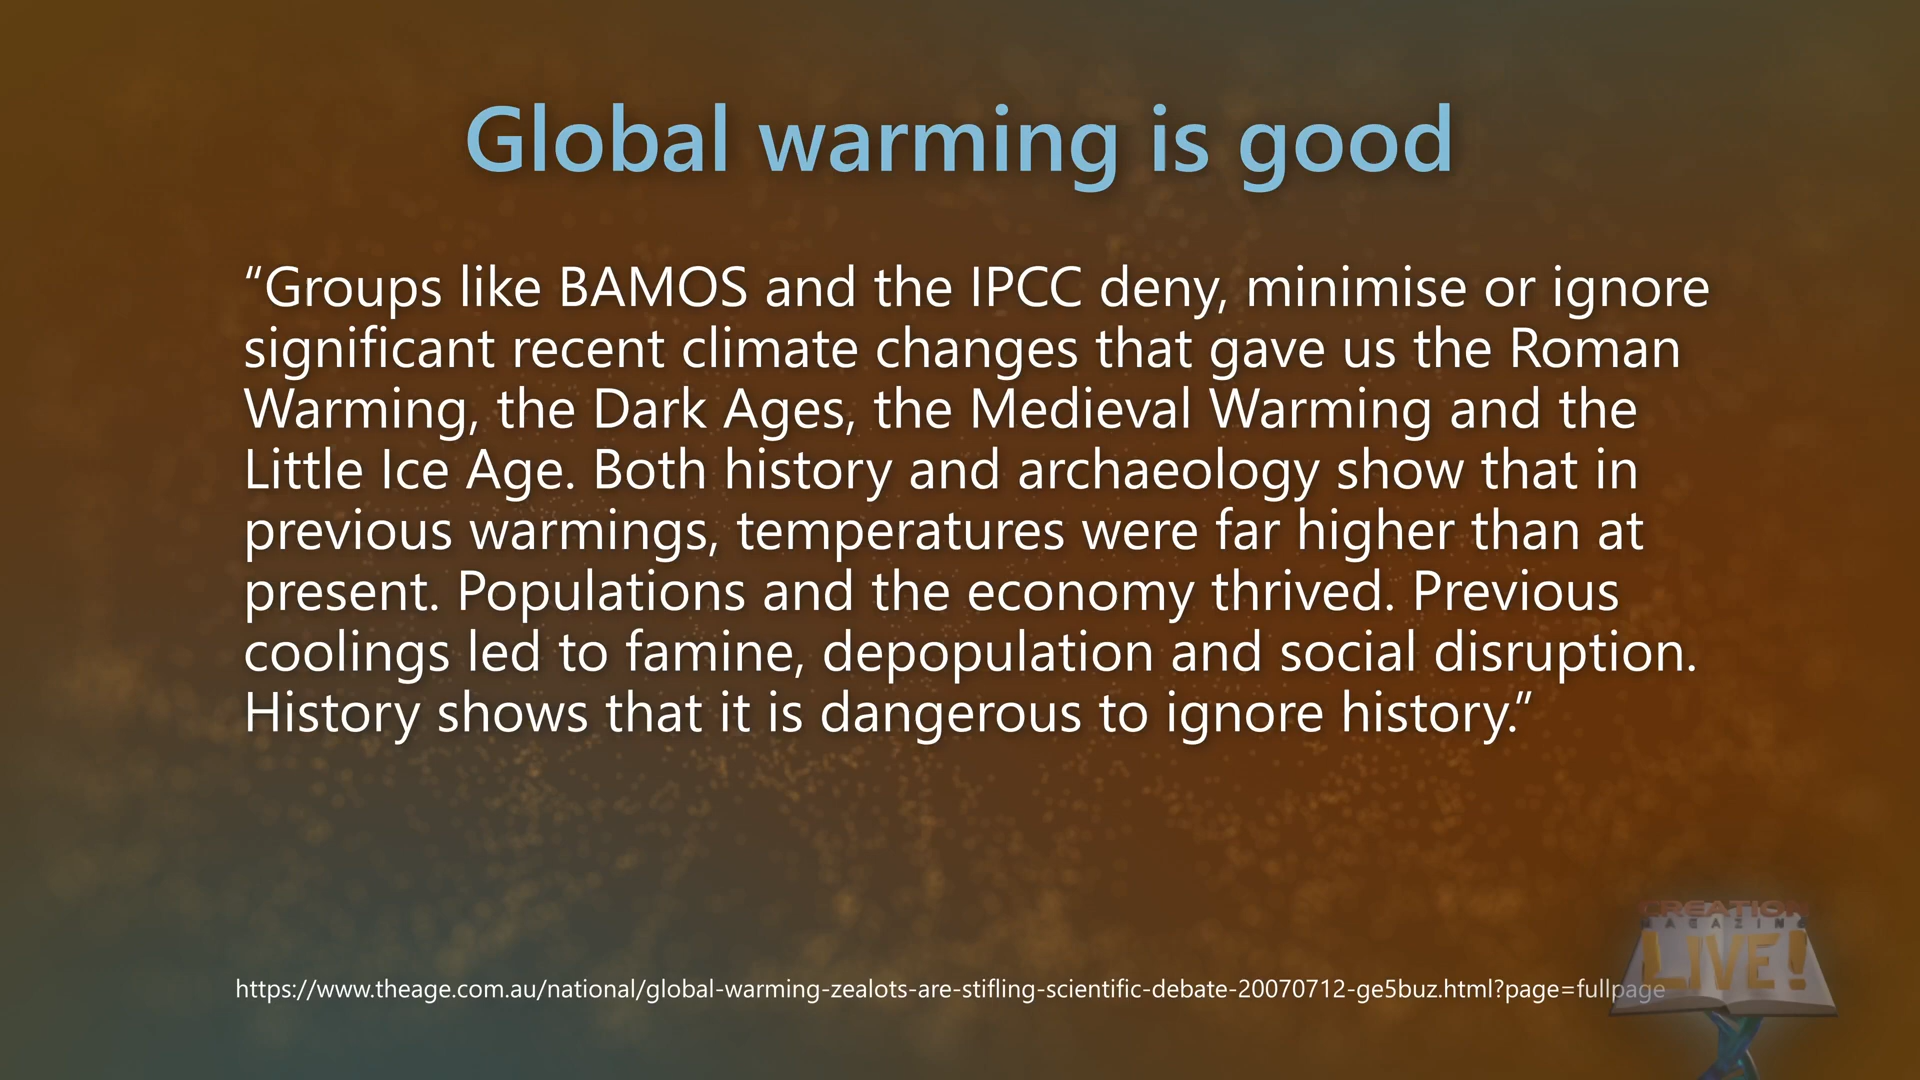 Global warming is good
“Groups like BAMOS and the IPCC deny, minimise or ignore
significant recent climate changes that gave us the Roman
Warming, the Dark Ages, the Medieval Warming and the
Little Ice Age. Both history and archaeology show that in
previous warmings, temperatures were far higher than at
present. Populations and the economy thrived. Previous
coolings led to famine, depopulation and social disruption.
History shows that it is dangerous to ignore history.”
https://www.theage.com.au/national/global-warming-zealots-are-stifling-scientific-debate-20070712-ge5buz.html?page=fullpage
CREATION
MAGAZINE
LIVE!